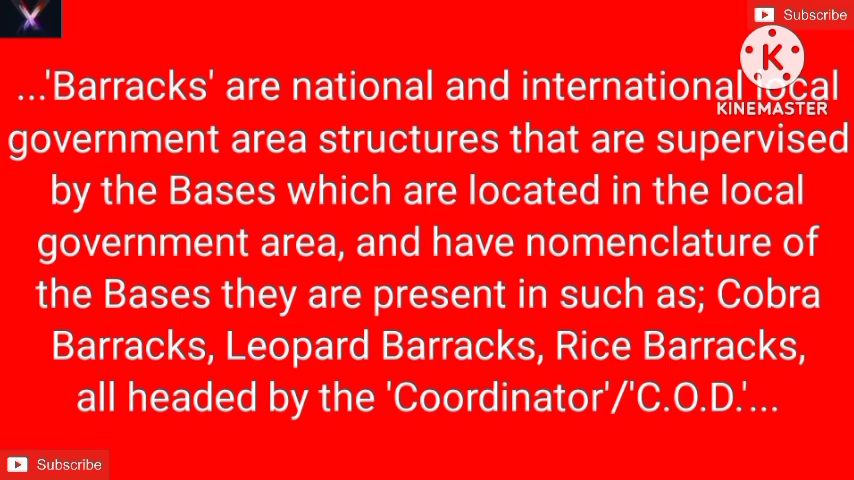 Subscribe
...'Barracks' are national and international local
KINEMASTER
government area structures that are supervised
by the Bases which are located in the local
government area, and have nomenclature of
the Bases they are present in such as; Cobra
Barracks, Leopard Barracks, Rice Barracks,
all headed by the 'Coordinator'/'C.O.D.'...
Subscribe